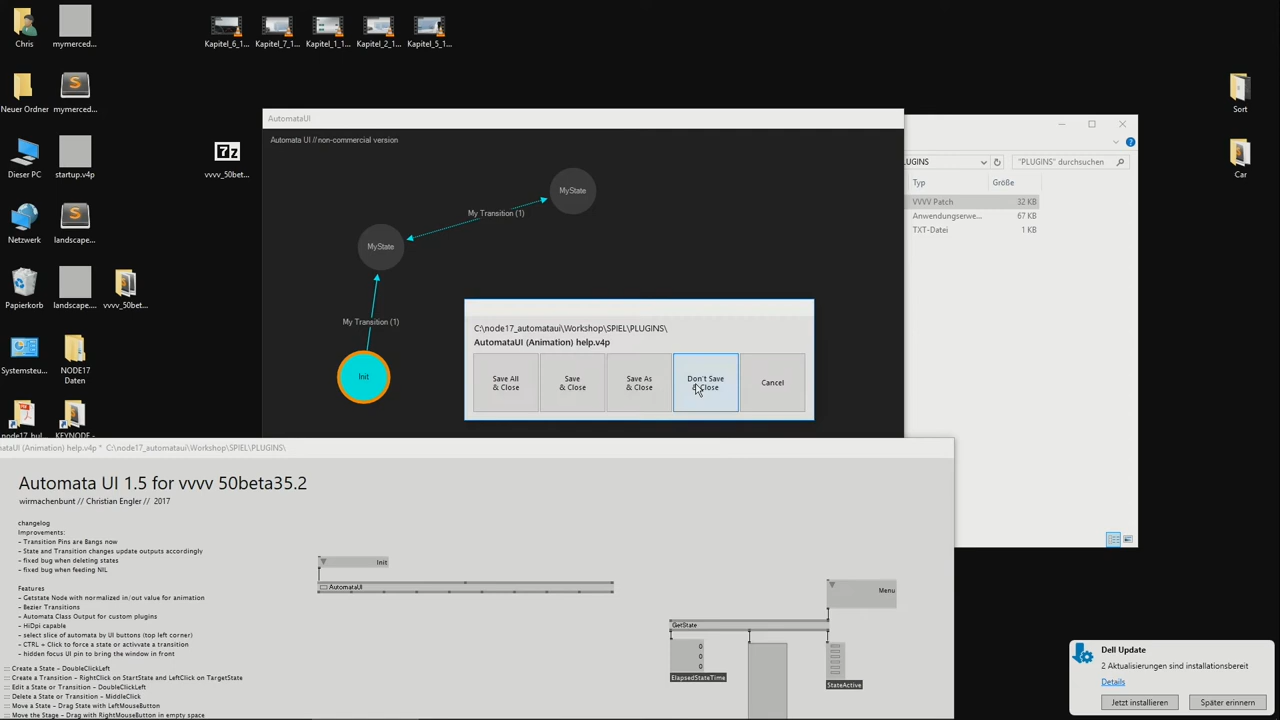 Chris
mymerced...
Kapitel_6_1...
Kapitel_7_1...
Kapitel_1_1...
Kapitel_2_1...
Kapitel_5_1...
Neuer Ordner
mymerced...
Dieser PC
startup.v4p
vvvv_50bet...
Netzwerk
landscape...
Papierkorb
landscape....
vvvv_50bet...
Systemsteu...
NODE17
Daten
node17_bul...
KEYNODE -
Sort
Car
7z
AutomataUI
Automata UI // non-commercial version
MyState
My Transition (1)
MyState
My Transition (1)
Init
C:\node17_automataui\Workshop\SPIEL\PLUGINS\
AutomataUI (Animation) help.v4p
Save All
& Close
Save
& Close
Save As
& Close
Don't Save
& Close
Cancel
LUGINS
"PLUGINS" durchsuchen
Typ
Größe
VVVV Patch
32 KB
Anwendungserwe...
67 KB
TXT-Datei
1 KB
mataUI (Animation) help.v4p * C:\node17_automataui\Workshop\SPIEL\PLUGINS\
Automata UI 1.5 for vvvv 50beta35.2
wirmachenbunt // Christian Engler // 2017
changelog
Improvements:
- Transition Pins are Bangs now
- State and Transition changes update outputs accordingly
- fixed bug when deleting states
- fixed bug when feeding NIL
Features
- Getstate Node with normalized in/out value for animation
- Bezier Transitions
- Automata Class Output for custom plugins
- HiDpi capable
- select slice of automata by UI buttons (top left corner)
- CTRL + Click to force a state or activvate a transition
- hidden focus UI pin to bring the window in front
::: Create a State - DoubleClickLeft
::: Create a Transition - RightClick on StartState and LeftClick on TargetState
::: Edit a State or Transition - DoubleClickLeft
::: Delete a State or Transition - MiddleClick
::: Move a State - Drag State with LeftMouseButton
::: Move the Stage - Drag with RightMouseButton in empty space
Init
AutomataUI
Menu
GetState
0
0
0
ElapsedStateTime
StateActive
Dell Update
2 Aktualisierungen sind installationsbereit
Details
Jetzt installieren
Später erinnern